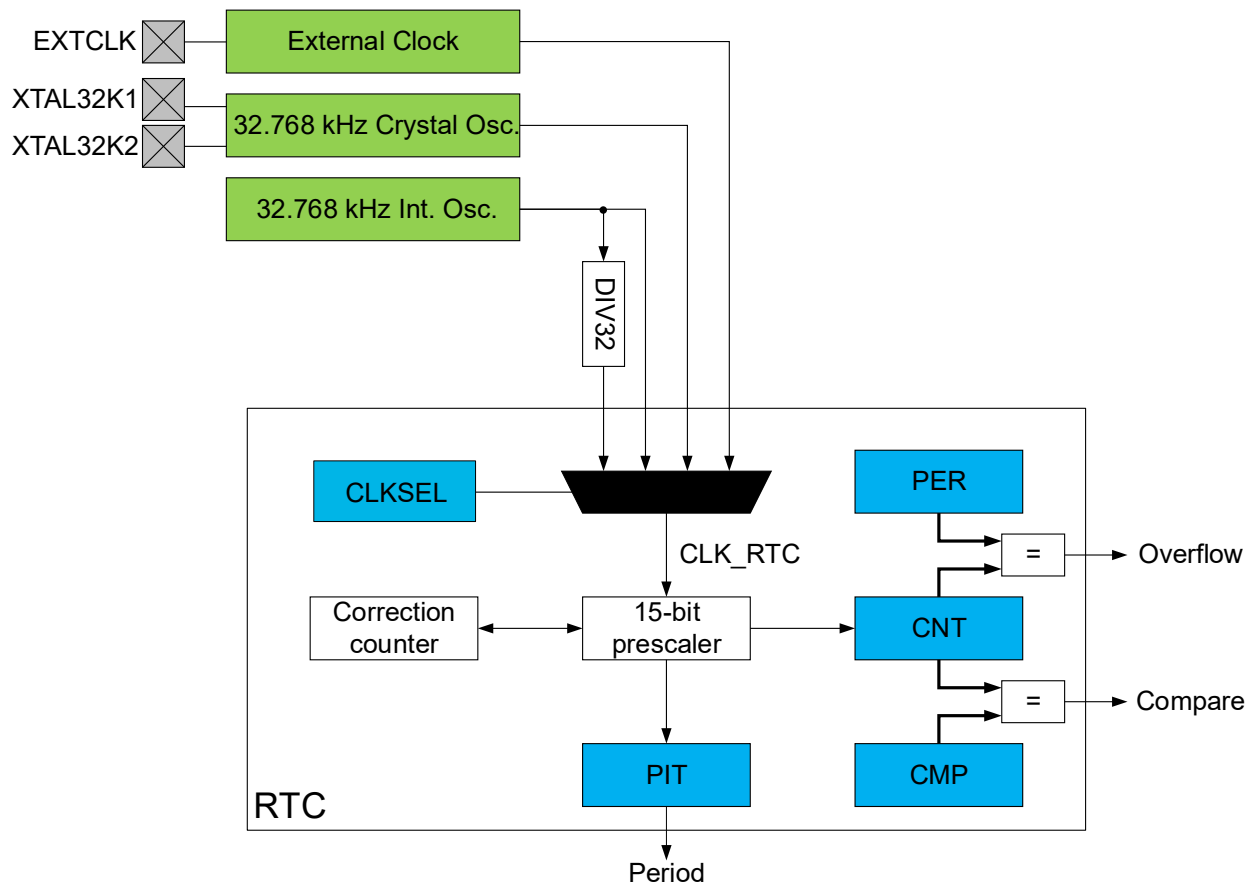 EXTCLK
External Clock
XTAL32K1
XTAL32K2
32.768 kHz Crystal Osc.
32.768 kHz Int. Osc.
DIV32
CLKSEL
PER
CLK_RTC
=
Overflow
Correction
counter
15-bit
prescaler
CNT
=
Compare
PIT
CMP
RTC
Period